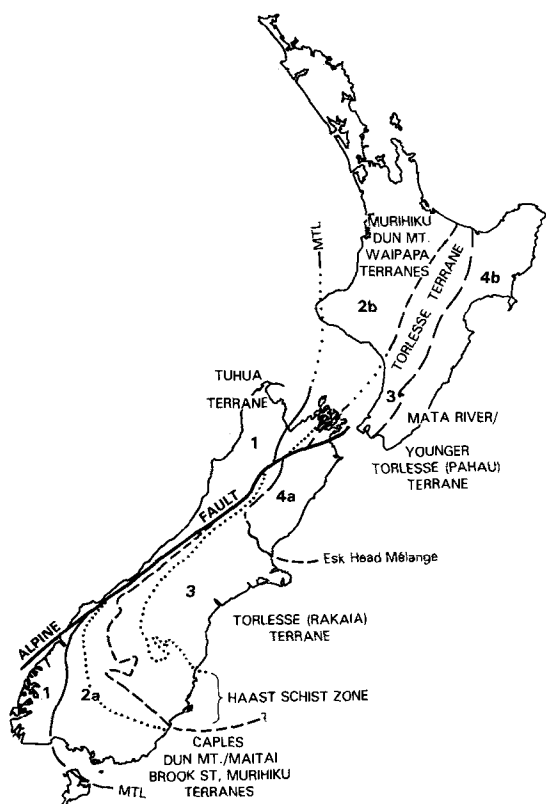 MTL
MURIHIKU
DUN MT.
WAIPAPA
TERRANES
TORLESSE TERRANE
4b
2b
3
MATA RIVER/
YOUNGER
TORLESSE (PAHAU)
TERRANE
TUHUA
TERRANE
1
4a
ALPINE FAULT
Esk Head Mélange
3
TORLESSE (RAKAIA)
TERRANE
HAAST SCHIST ZONE
1
2a
?
CAPLES
DUN MT./MAITAI
BROOK ST, MURIHIKU
TERRANES
MTL